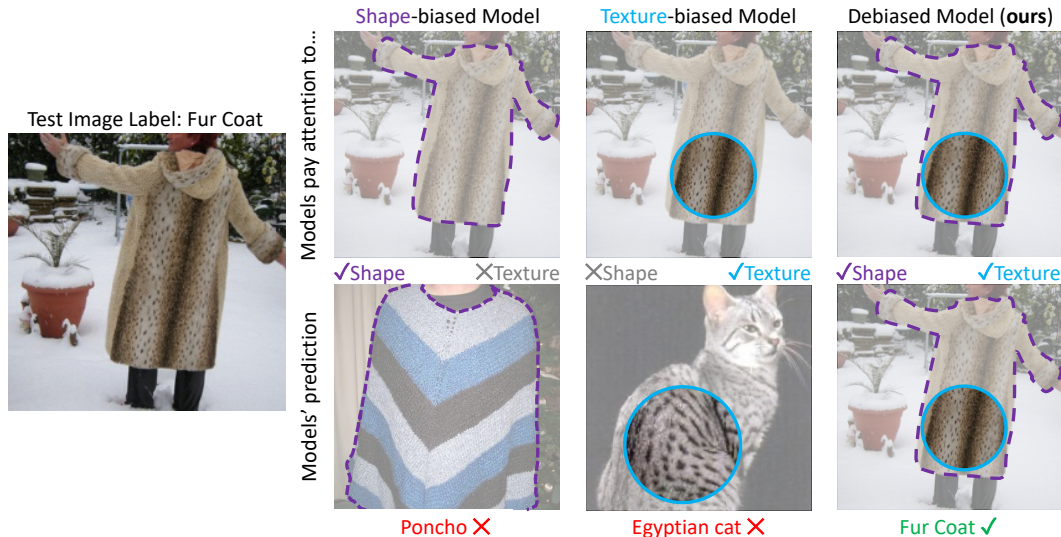 Shape-biased Model
Texture-biased Model
Debiased Model (ours)
Models pay attention to...
Test Image Label: Fur Coat
✓Shape ✕Texture
✕Shape ✓Texture
✓Shape ✓Texture
Models' prediction
Poncho ✕
Egyptian cat ✕
Fur Coat ✓